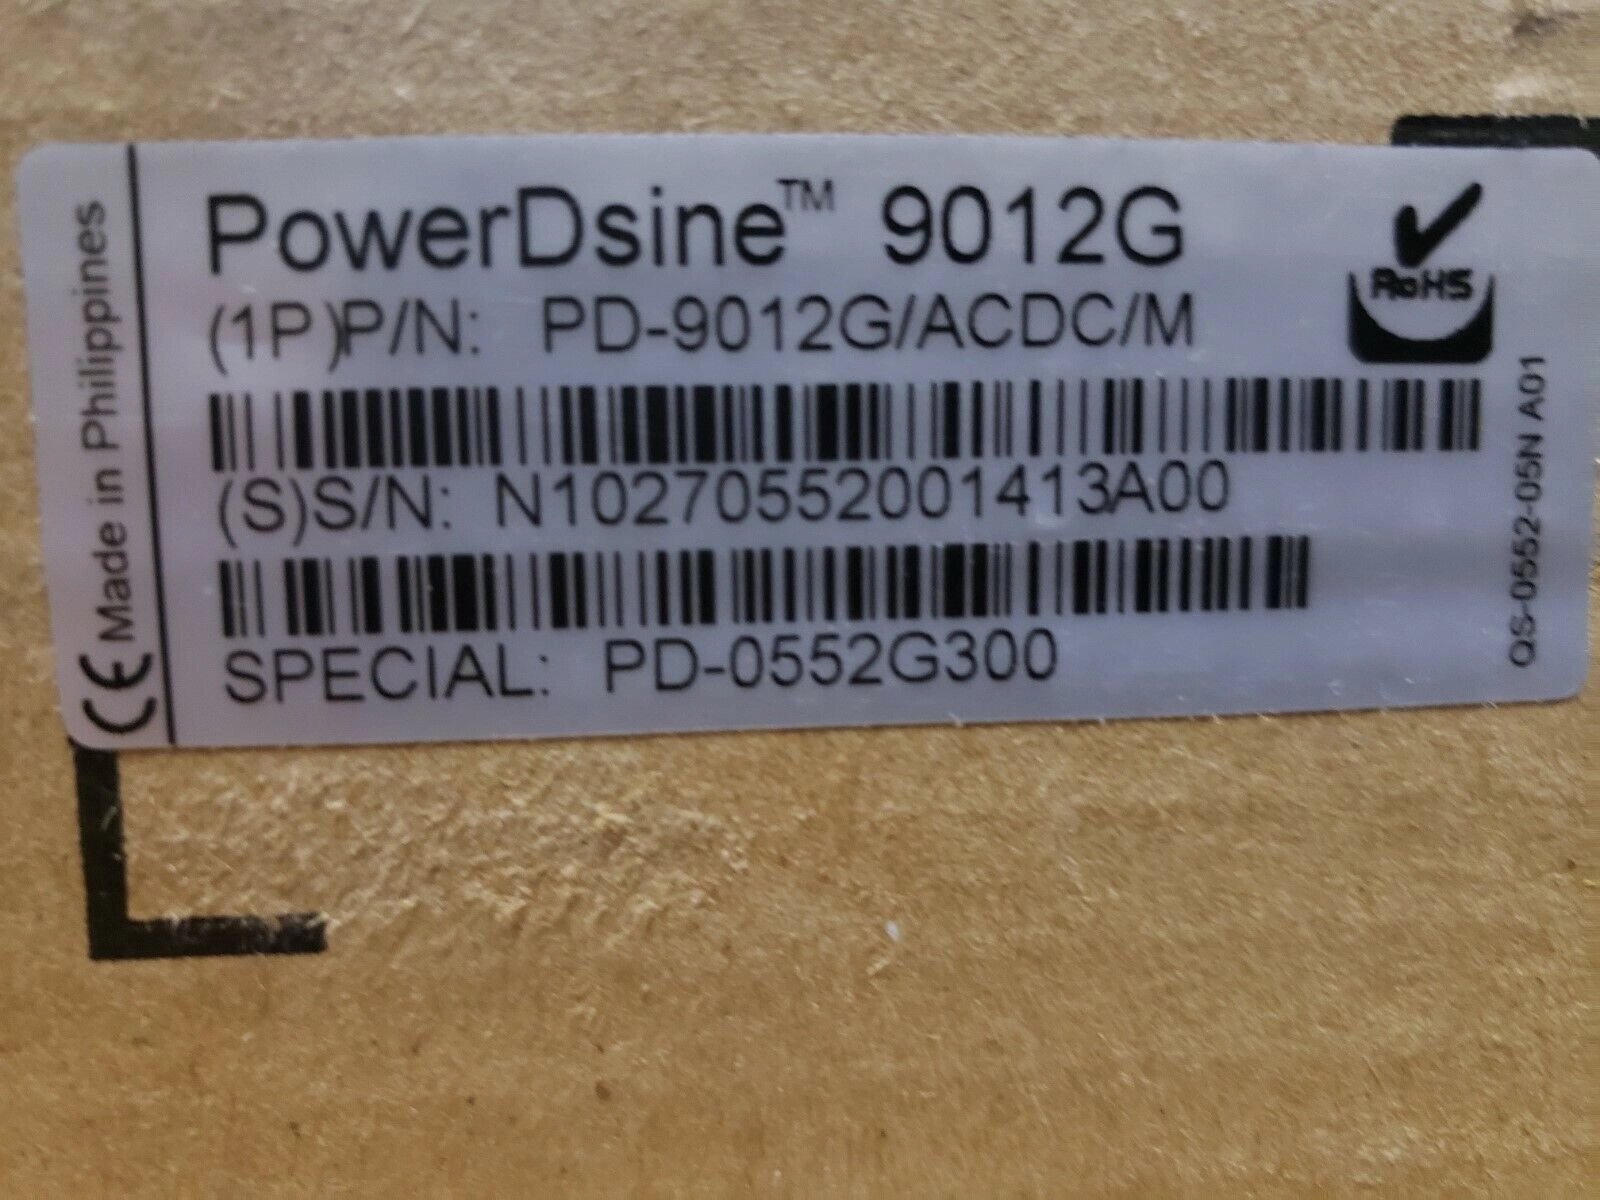 PowerDsine™ 9012G
(1P)P/N: PD-9012G/ACDC/M
(S)S/N: N10270552001413A00
SPECIAL: PD-0552G300
CE Made in Philippines
RoHS
QS-0552-05N A01